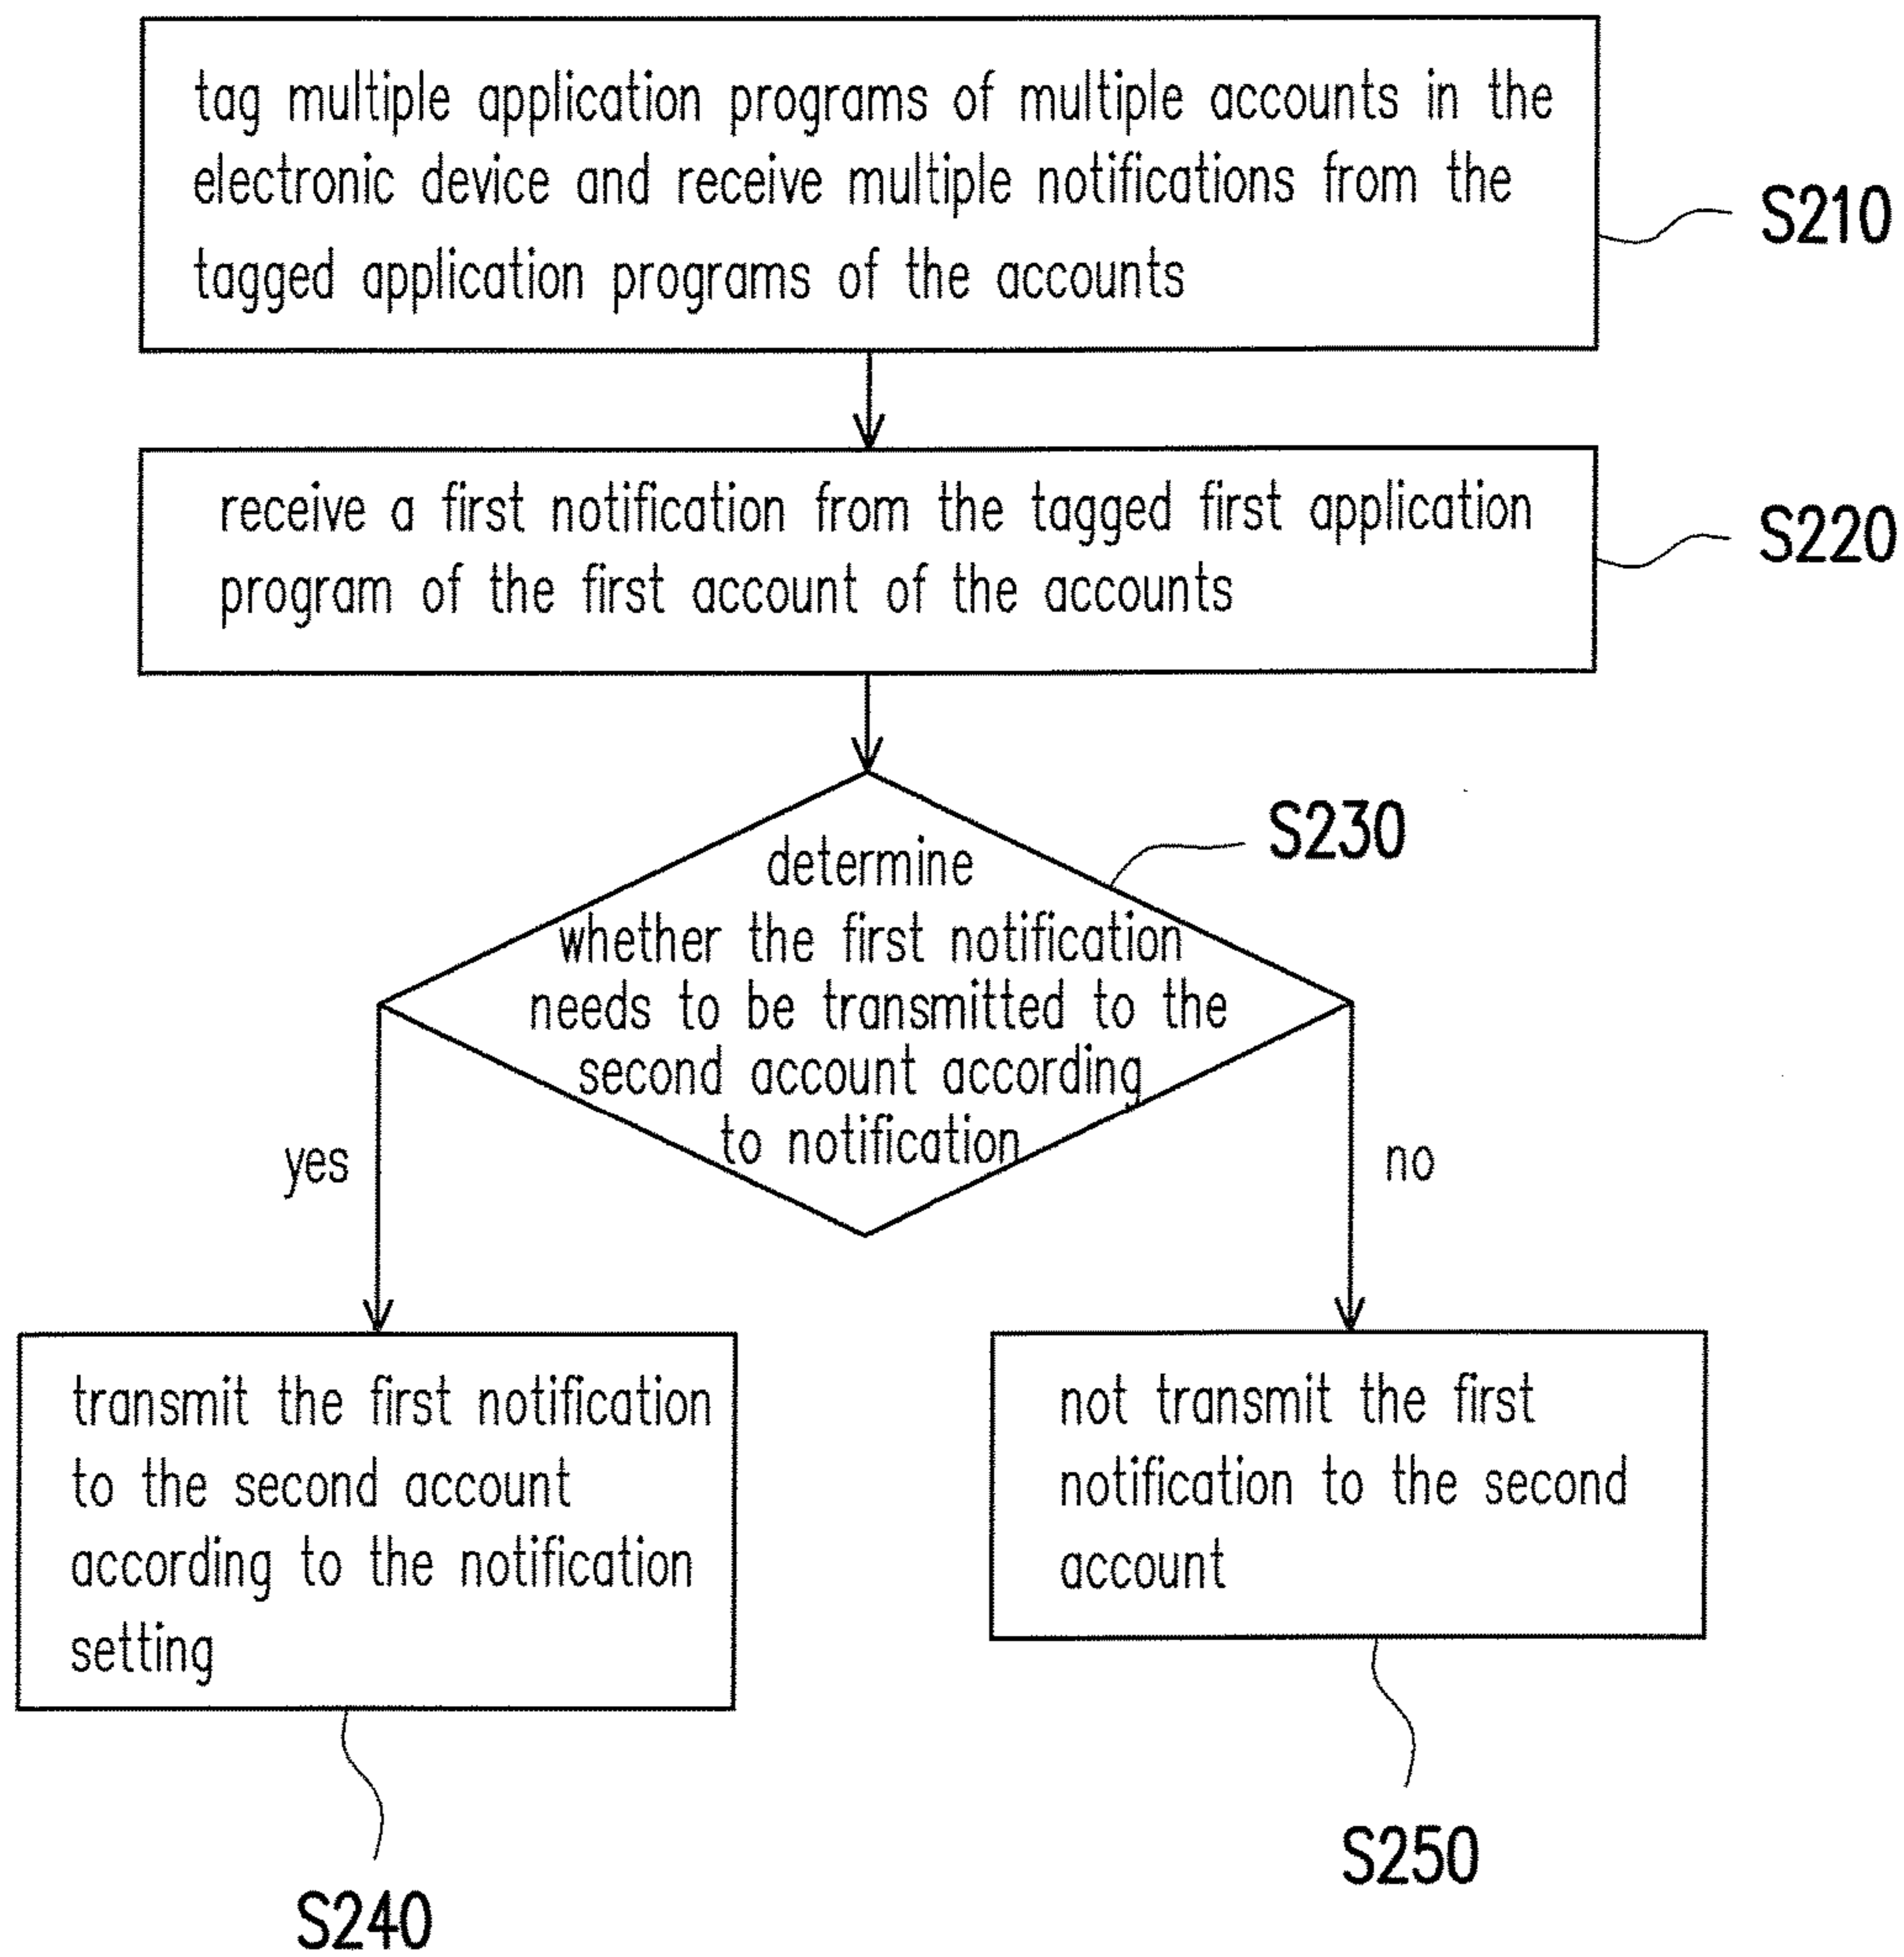 tag multiple application programs of multiple accounts in the
electronic device and receive multiple notifications from the
tagged application programs of the accounts
S210
receive a first notification from the tagged first application
program of the first account of the accounts
S220
determine
whether the first notification
needs to be transmitted to the
second account according
to notification
S230
yes
no
transmit the first notification
to the second account
according to the notification
setting
S240
not transmit the first
notification to the second
account
S250